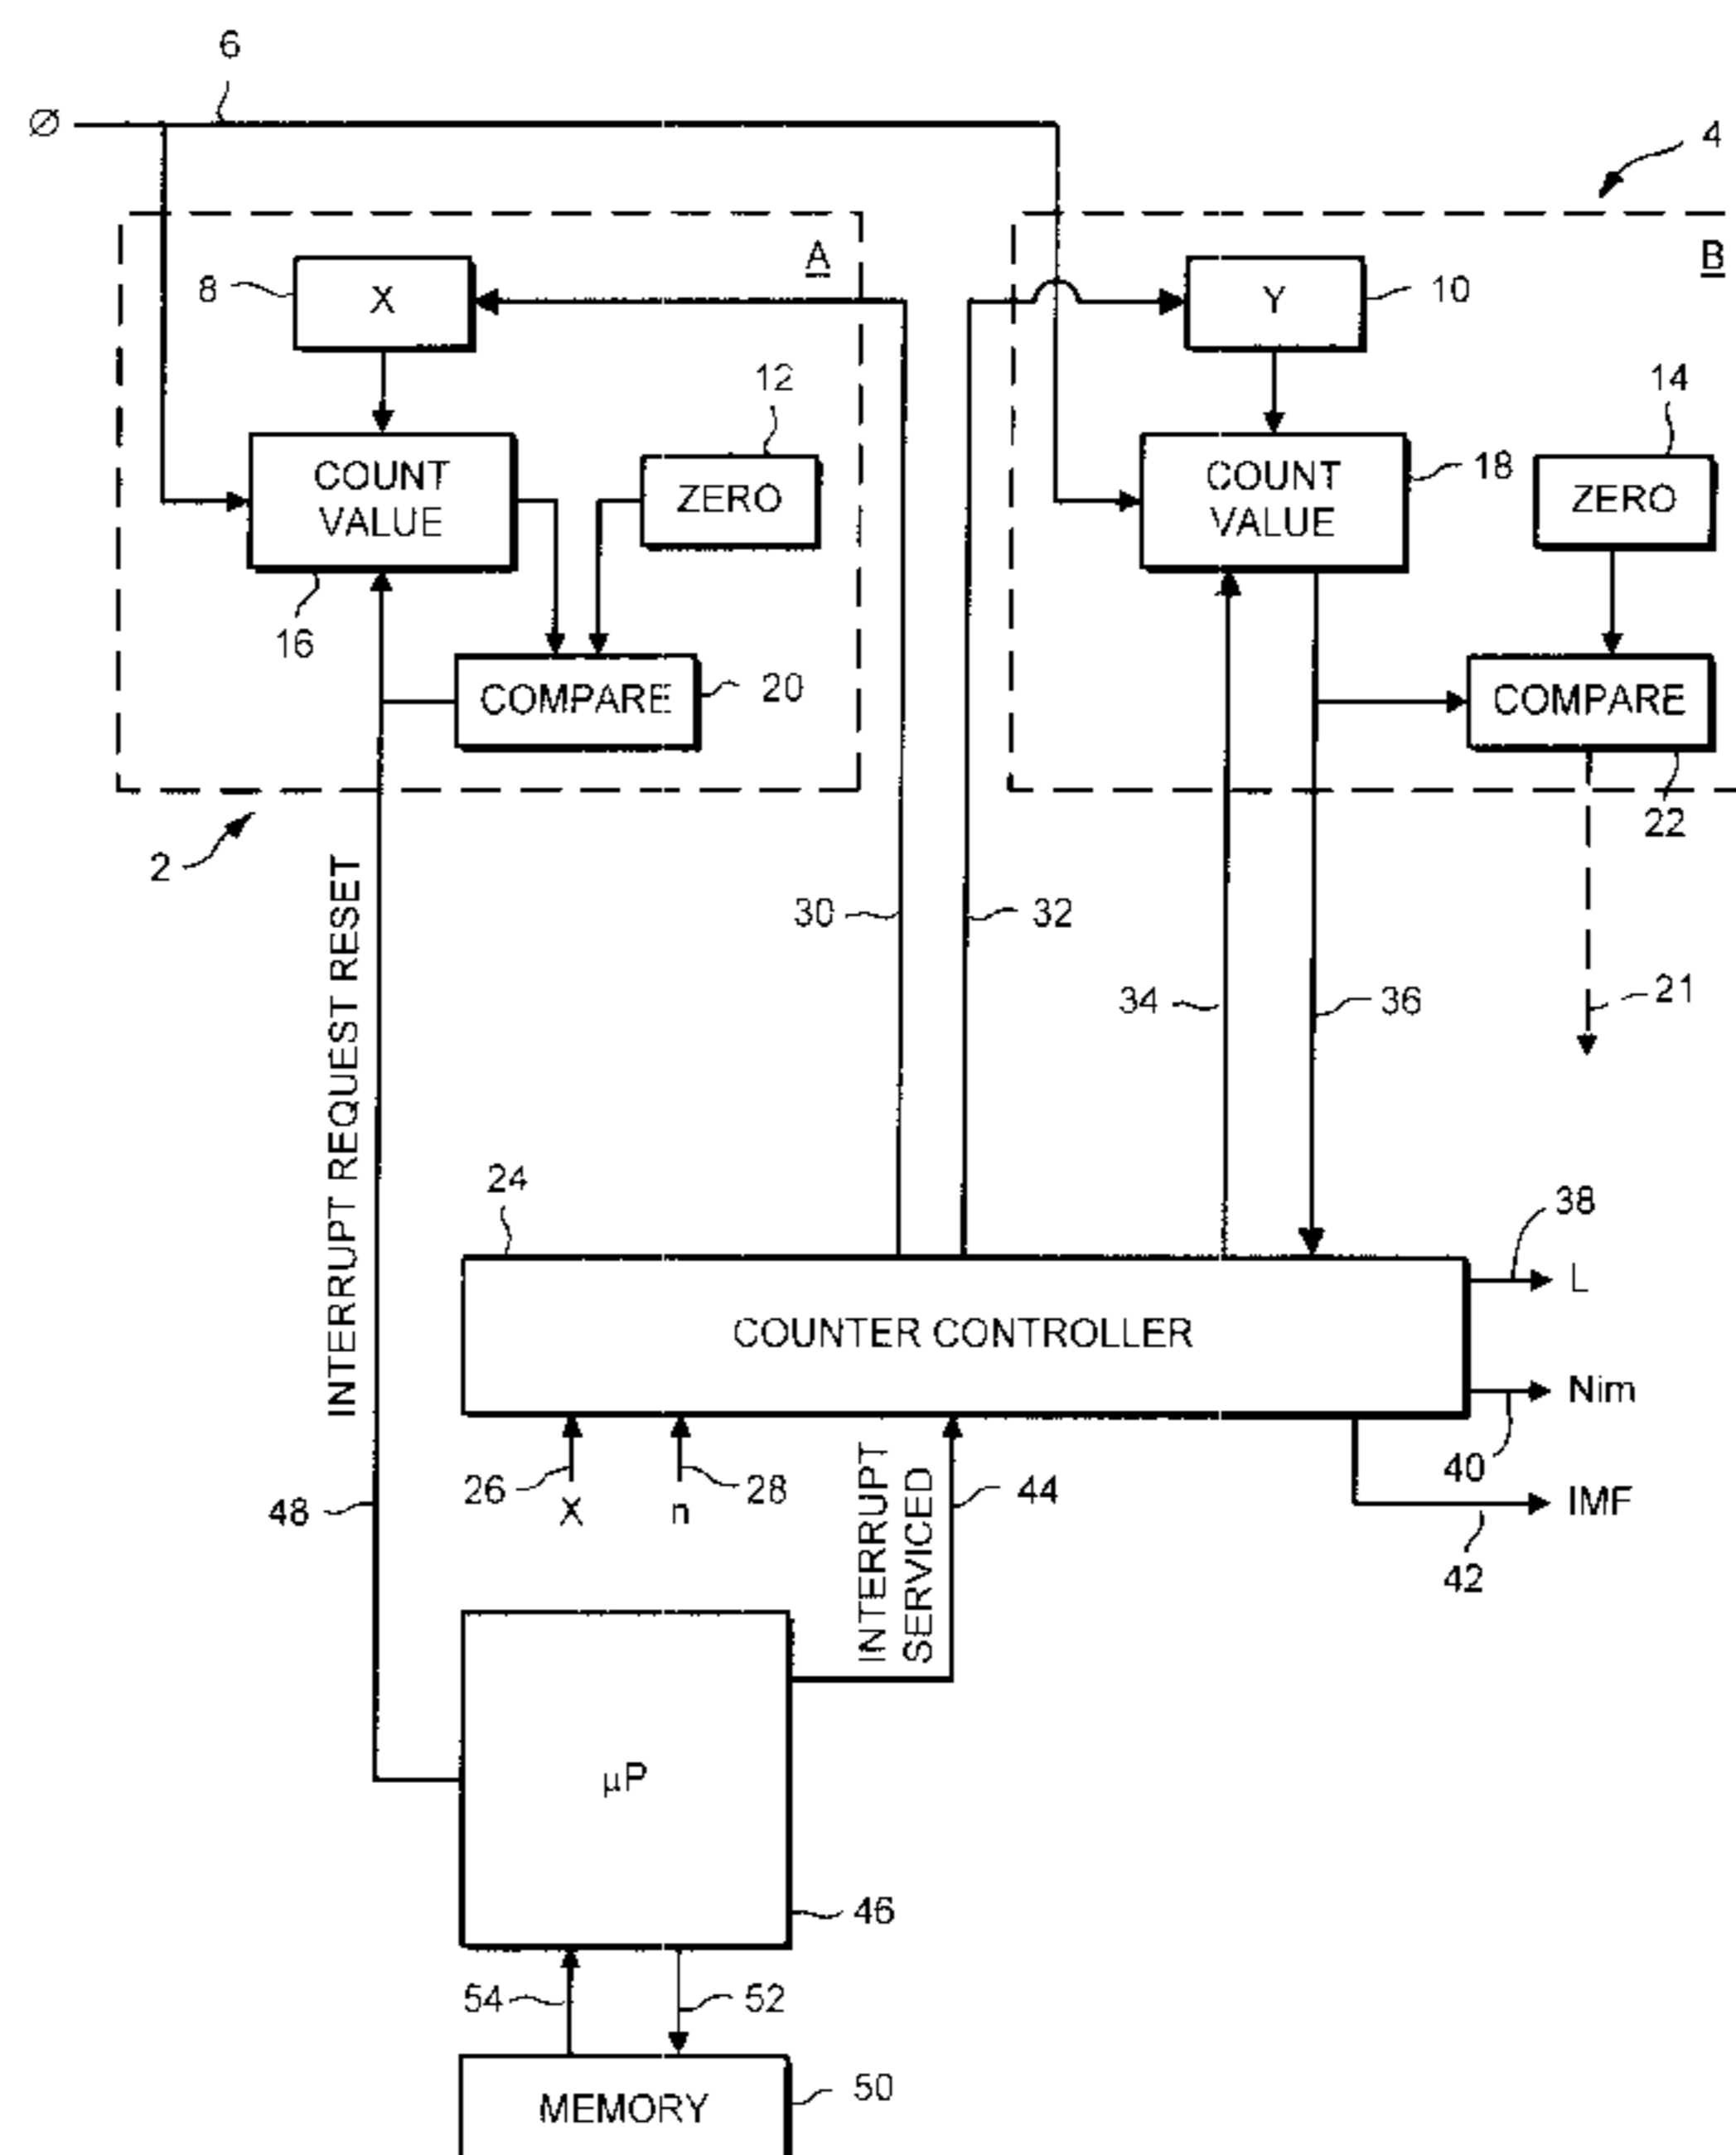 6
Ø
4
A
B
8
X
Y
10
12
14
COUNT
VALUE
ZERO
COUNT
VALUE
18
ZERO
16
COMPARE
20
COMPARE
22
2
INTERRUPT REQUEST RESET
30
32
34
36
21
24
38
L
COUNTER CONTROLLER
Nim
40
26
X
n
28
INTERRUPT
SERVICED
44
IMF
42
48
µP
46
54
52
MEMORY
50